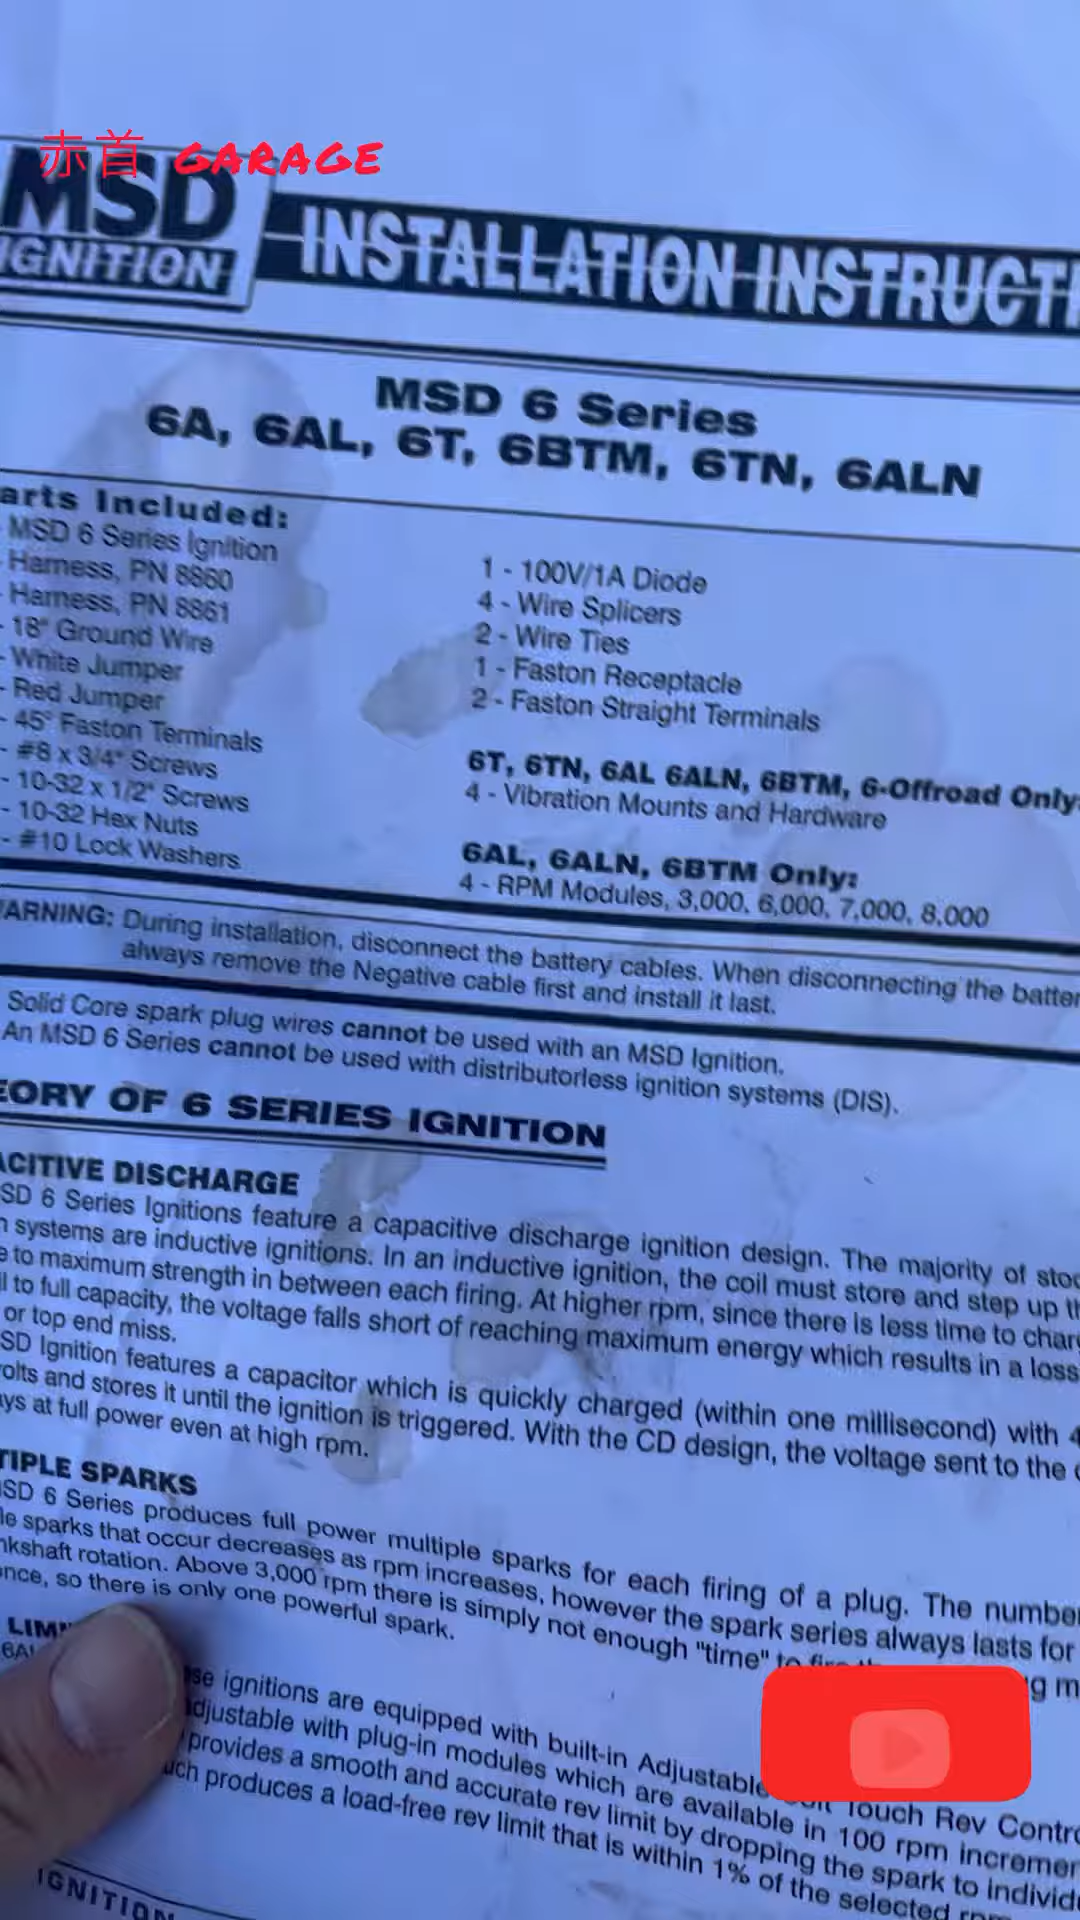 赤首 GARAGE
MSD
IGNITION
INSTALLATION INSTRUCTI
MSD 6 Series
6A, 6AL, 6T, 6BTM, 6TN, 6ALN
arts Included:
MSD 6 Series Ignition
Harness, PN 8860
- Harness, PN 8861
- 18" Ground Wire
- White Jumper
- Red Jumper
- 45° Faston Terminals
- #8 x 3/4" Screws
- 10-32 x 1/2" Screws
- 10-32 Hex Nuts
- #10 Lock Washers
1 - 100V/1A Diode
4 - Wire Splicers
2 - Wire Ties
1 - Faston Receptacle
2 - Faston Straight Terminals
6T, 6TN, 6AL 6ALN, 6BTM, 6-Offroad Only:
4 - Vibration Mounts and Hardware
6AL, 6ALN, 6BTM Only:
4 - RPM Modules, 3,000, 6,000, 7,000, 8,000
ARNING: During installation, disconnect the battery cables. When disconnecting the batter
always remove the Negative cable first and install it last.
Solid Core spark plug wires cannot be used with an MSD Ignition.
An MSD 6 Series cannot be used with distributorless ignition systems (DIS).
EORY OF 6 SERIES IGNITION
ACITIVE DISCHARGE
SD 6 Series Ignitions feature a capacitive discharge ignition design. The majority of stoc
n systems are inductive ignitions. In an inductive ignition, the coil must store and step up th
e to maximum strength in between each firing. At higher rpm, since there is less time to charg
il to full capacity, the voltage falls short of reaching maximum energy which results in a loss
or top end miss.
SD Ignition features a capacitor which is quickly charged (within one millisecond) with 4
olts and stores it until the ignition is triggered. With the CD design, the voltage sent to the c
ys at full power even at high rpm.
TIPLE SPARKS
SD 6 Series produces full power multiple sparks for each firing of a plug. The number
le sparks that occur decreases as rpm increases, however the spark series always lasts for
nkshaft rotation. Above 3,000 rpm there is simply not enough "time" to fire g m
once, so there is only one powerful spark.
LIM
6AL
se ignitions are equipped with built-in Adjustable Soft Touch Rev Contro
djustable with plug-in modules which are available in 100 rpm incremen
provides a smooth and accurate rev limit by dropping the spark to individu
uch produces a load-free rev limit that is within 1% of the selected rpm
IGNITION